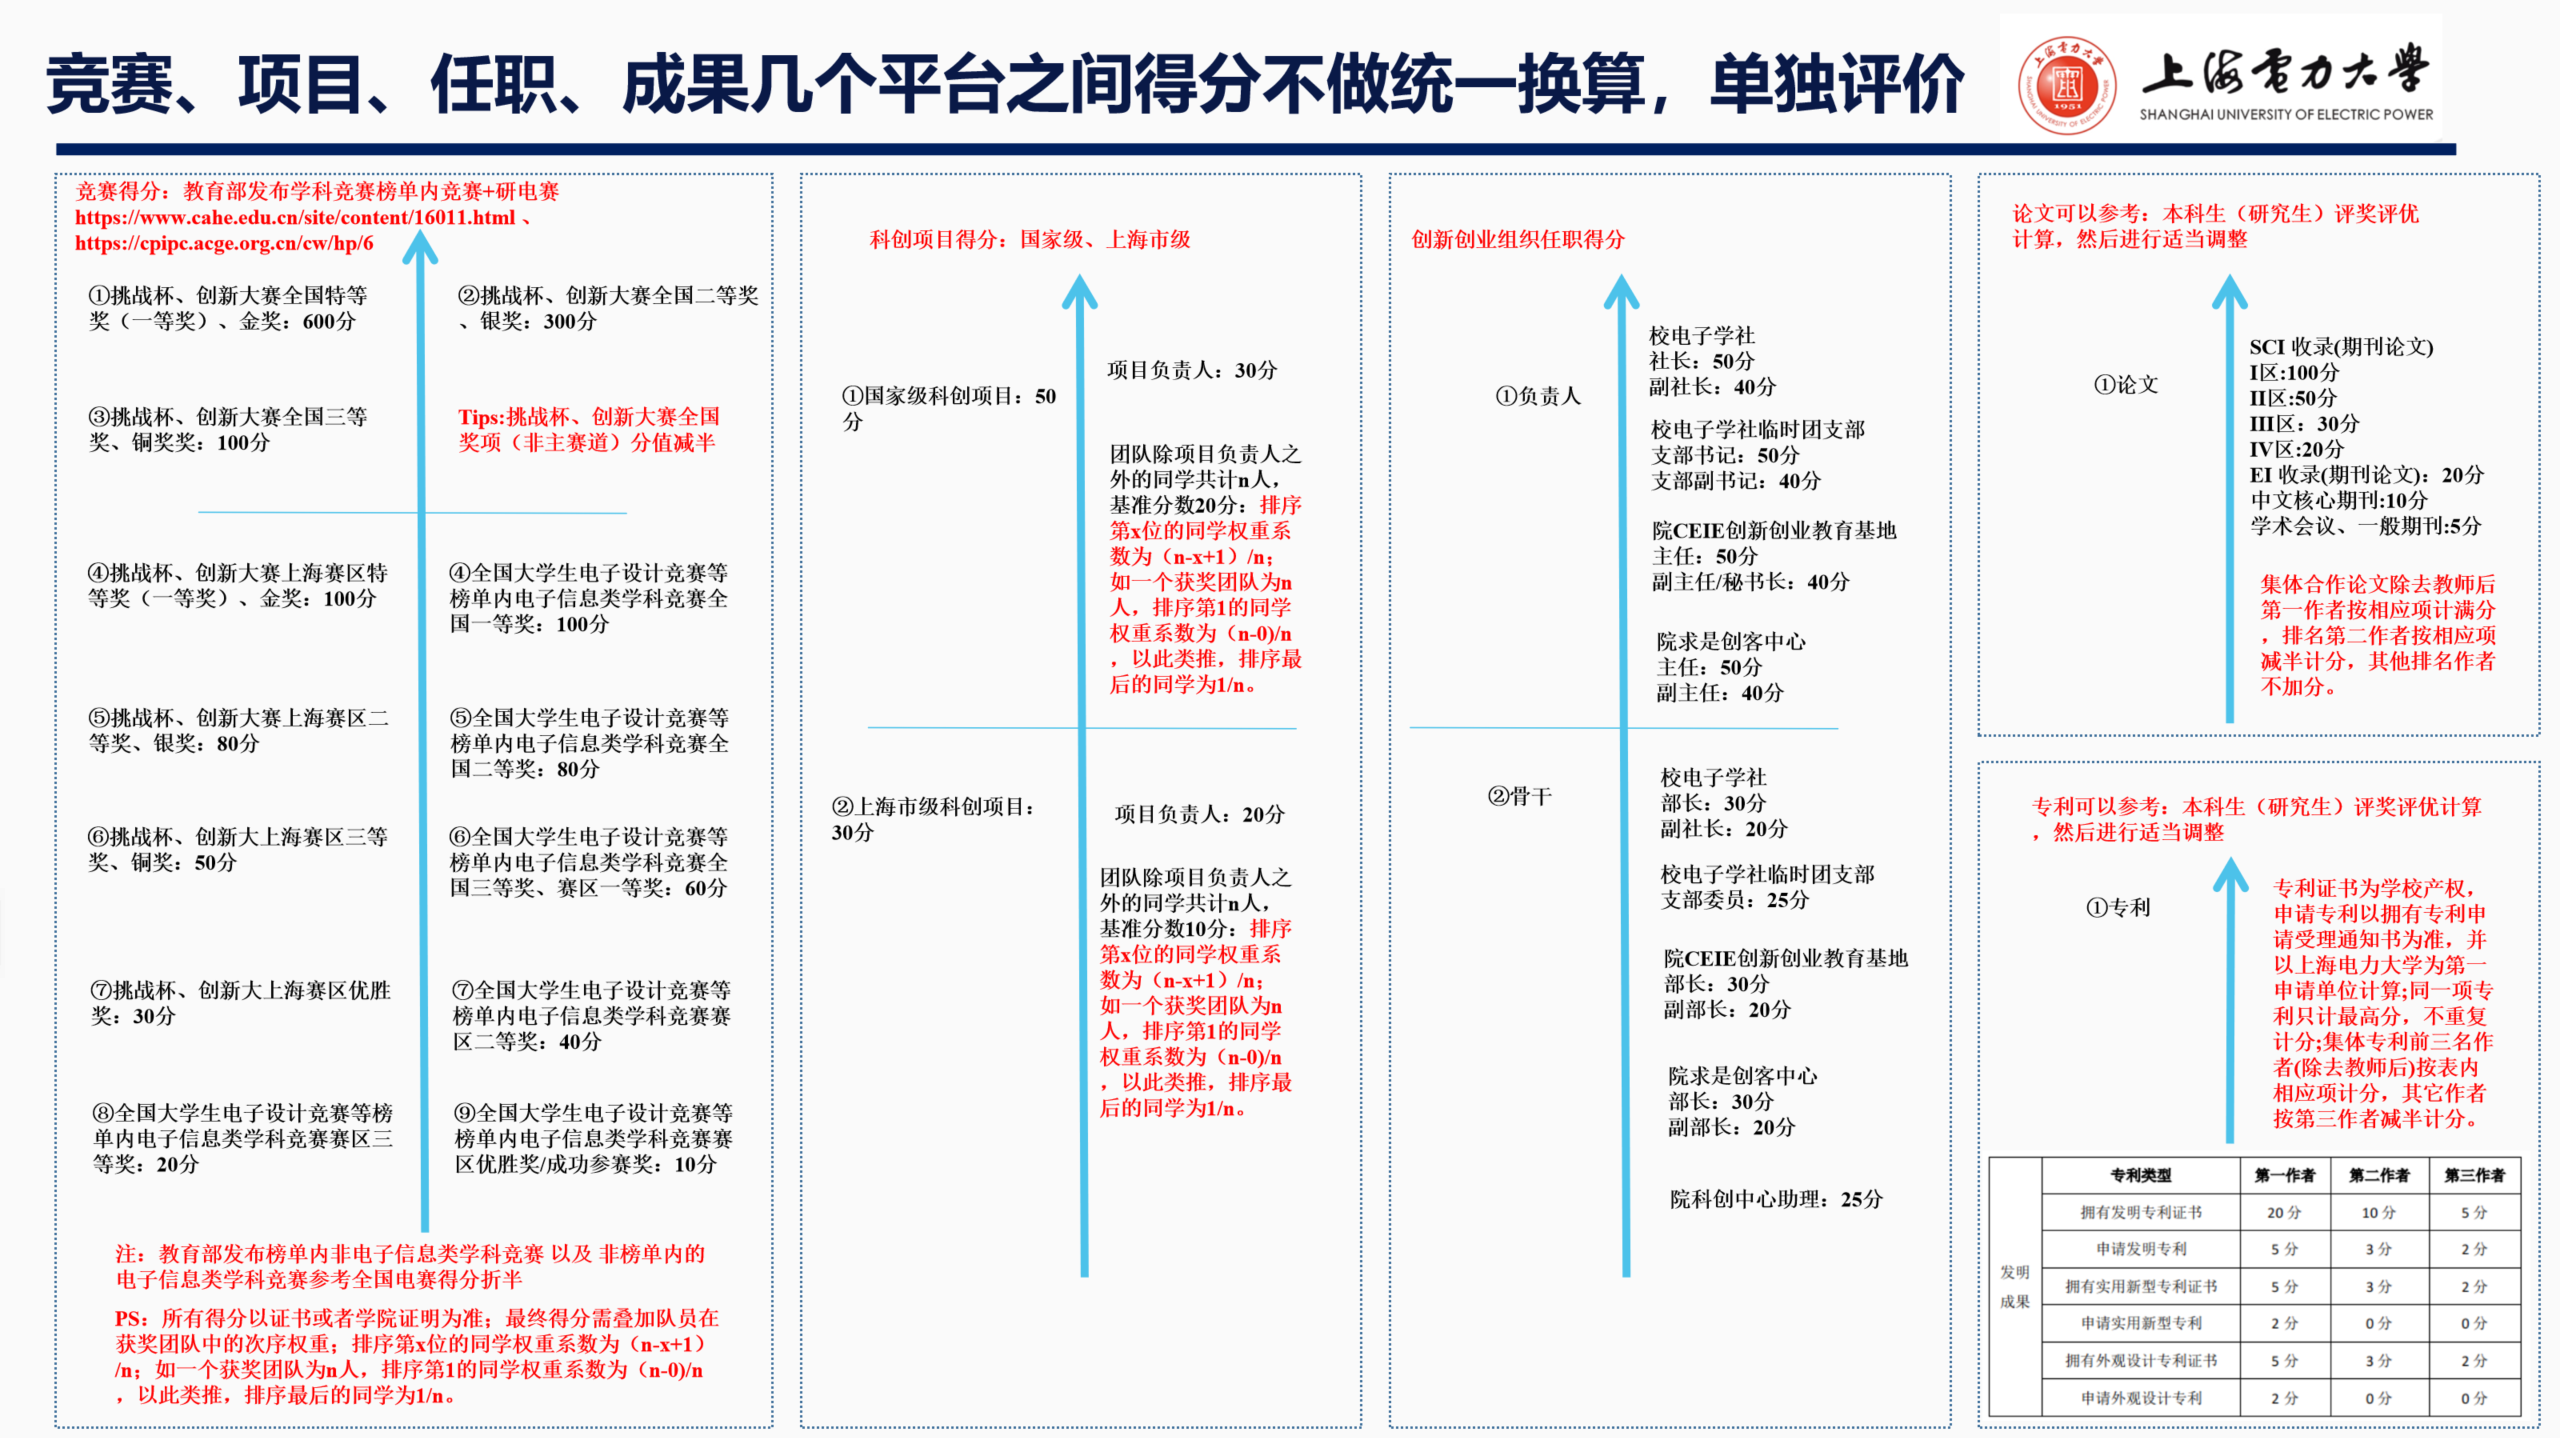 竞赛、项目、任职、成果几个平台之间得分不做统一换算，单独评价
上海电力大学
SHANGHAI UNIVERSITY OF ELECTRIC POWER
上海电力大学
1951
SHANGHAI UNIVERSITY OF ELECTRIC POWER
竞赛得分：教育部发布学科竞赛榜单内竞赛+研电赛
https://www.cahe.edu.cn/site/content/16011.html 、
https://cpipc.acge.org.cn/cw/hp/6
①挑战杯、创新大赛全国特等
奖（一等奖）、金奖：600分
②挑战杯、创新大赛全国二等奖
、银奖：300分
③挑战杯、创新大赛全国三等
奖、铜奖奖：100分
Tips:挑战杯、创新大赛全国
奖项（非主赛道）分值减半
④挑战杯、创新大赛上海赛区特
等奖（一等奖）、金奖：100分
④全国大学生电子设计竞赛等
榜单内电子信息类学科竞赛全
国一等奖：100分
⑤挑战杯、创新大赛上海赛区二
等奖、银奖：80分
⑤全国大学生电子设计竞赛等
榜单内电子信息类学科竞赛全
国二等奖：80分
⑥挑战杯、创新大上海赛区三等
奖、铜奖：50分
⑥全国大学生电子设计竞赛等
榜单内电子信息类学科竞赛全
国三等奖、赛区一等奖：60分
⑦挑战杯、创新大上海赛区优胜
奖：30分
⑦全国大学生电子设计竞赛等
榜单内电子信息类学科竞赛赛
区二等奖：40分
⑧全国大学生电子设计竞赛等榜
单内电子信息类学科竞赛赛区三
等奖：20分
⑨全国大学生电子设计竞赛等
榜单内电子信息类学科竞赛赛
区优胜奖/成功参赛奖：10分
注：教育部发布榜单内非电子信息类学科竞赛 以及 非榜单内的
电子信息类学科竞赛参考全国电赛得分折半
PS：所有得分以证书或者学院证明为准；最终得分需叠加队员在
获奖团队中的次序权重；排序第x位的同学权重系数为（n-x+1）
/n；如一个获奖团队为n人，排序第1的同学权重系数为（n-0)/n
，以此类推，排序最后的同学为1/n。
科创项目得分：国家级、上海市级
①国家级科创项目：50
分
项目负责人：30分
团队除项目负责人之
外的同学共计n人，
基准分数20分：排序
第x位的同学权重系
数为（n-x+1）/n；
如一个获奖团队为n
人，排序第1的同学
权重系数为（n-0)/n
，以此类推，排序最
后的同学为1/n。
②上海市级科创项目：
30分
项目负责人：20分
团队除项目负责人之
外的同学共计n人，
基准分数10分：排序
第x位的同学权重系
数为（n-x+1）/n；
如一个获奖团队为n
人，排序第1的同学
权重系数为（n-0)/n
，以此类推，排序最
后的同学为1/n。
创新创业组织任职得分
①负责人
校电子学社
社长：50分
副社长：40分
校电子学社临时团支部
支部书记：50分
支部副书记：40分
院CEIE创新创业教育基地
主任：50分
副主任/秘书长：40分
院求是创客中心
主任：50分
副主任：40分
②骨干
校电子学社
部长：30分
副社长：20分
校电子学社临时团支部
支部委员：25分
院CEIE创新创业教育基地
部长：30分
副部长：20分
院求是创客中心
部长：30分
副部长：20分
院科创中心助理：25分
论文可以参考：本科生（研究生）评奖评优
计算，然后进行适当调整
①论文
SCI 收录(期刊论文)
I区:100分
II区:50分
III区：30分
IV区:20分
EI 收录(期刊论文)：20分
中文核心期刊:10分
学术会议、一般期刊:5分
集体合作论文除去教师后
第一作者按相应项计满分
，排名第二作者按相应项
减半计分，其他排名作者
不加分。
专利可以参考：本科生（研究生）评奖评优计算
，然后进行适当调整
①专利
专利证书为学校产权，
申请专利以拥有专利申
请受理通知书为准，并
以上海电力大学为第一
申请单位计算;同一项专
利只计最高分，不重复
计分;集体专利前三名作
者(除去教师后)按表内
相应项计分，其它作者
按第三作者减半计分。
专利类型 第一作者 第二作者 第三作者
发明
成果
拥有发明专利证书 20 分 10 分 5 分
申请发明专利 5 分 3 分 2 分
拥有实用新型专利证书 5 分 3 分 2 分
申请实用新型专利 2 分 0 分 0 分
拥有外观设计专利证书 5 分 3 分 2 分
申请外观设计专利 2 分 0 分 0 分